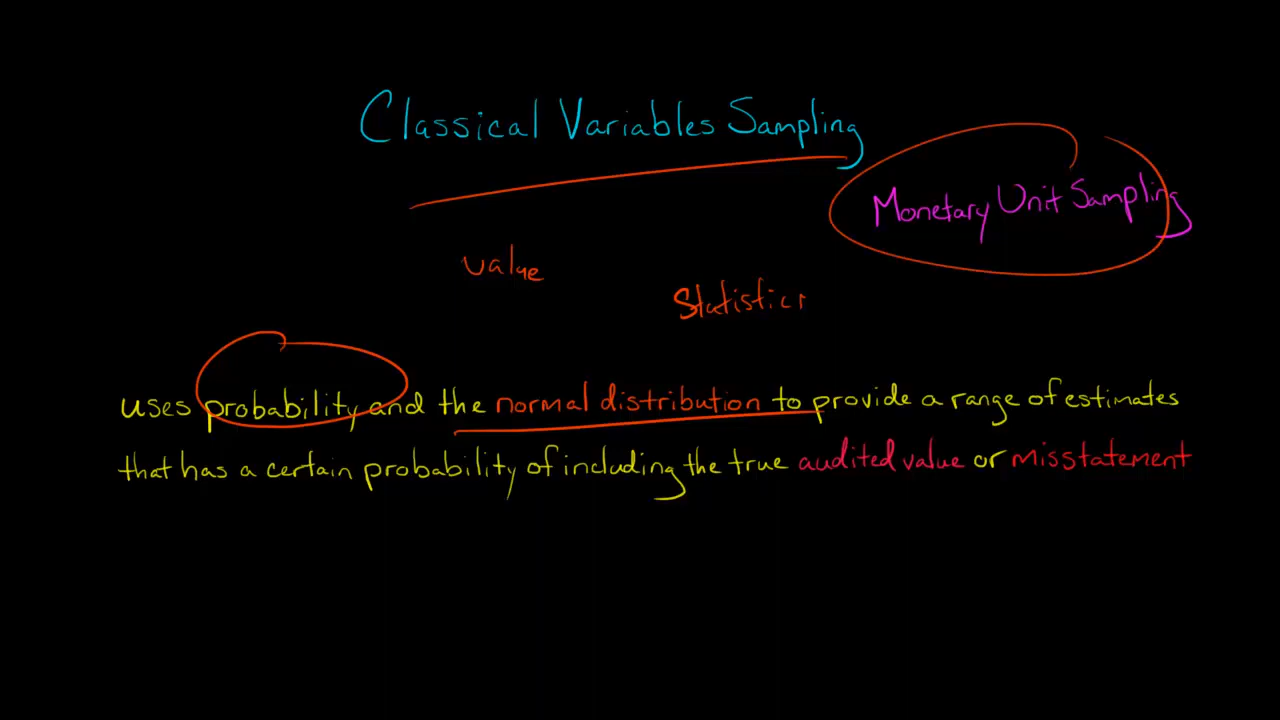 Classical Variables Sampling
Monetary Unit Sampling
value
Statistics
uses probability and the normal distribution to provide a range of estimates
that has a certain probability of including the true audited value or misstatement